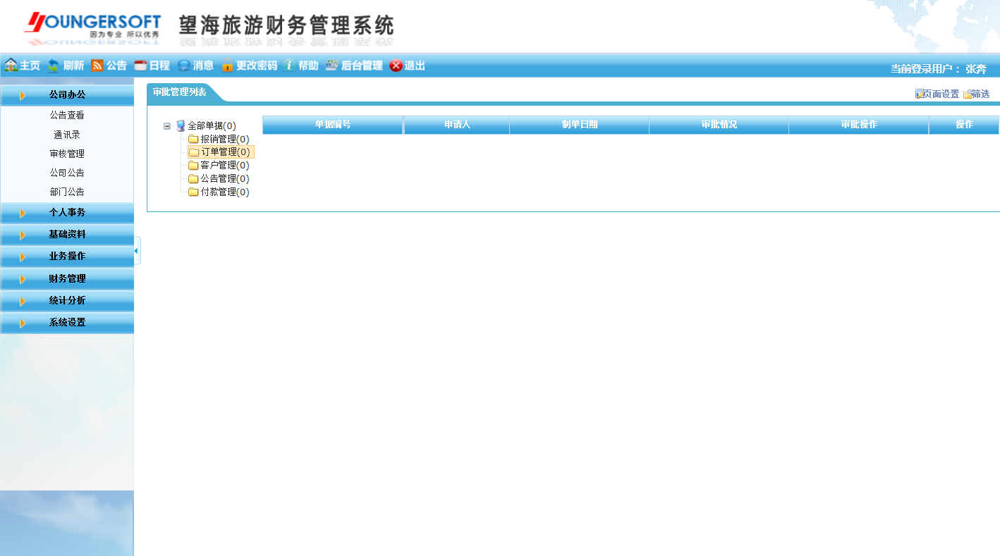 YOUNGERSOFT
因为专业 所以优秀
望海旅游财务管理系统
主页 刷新 公告 日程 消息 更改密码 帮助 后台管理 退出
当前登录用户： 张奔
公司办公
公告查看
通讯录
审核管理
公司公告
部门公告
个人事务
基础资料
业务操作
财务管理
统计分析
系统设置
审批管理列表
页面设置 筛选
全部单据(0)
报销管理(0)
订单管理(0)
客户管理(0)
公告管理(0)
付款管理(0)
单据编号 申请人 制单日期 审批情况 审批操作 操作